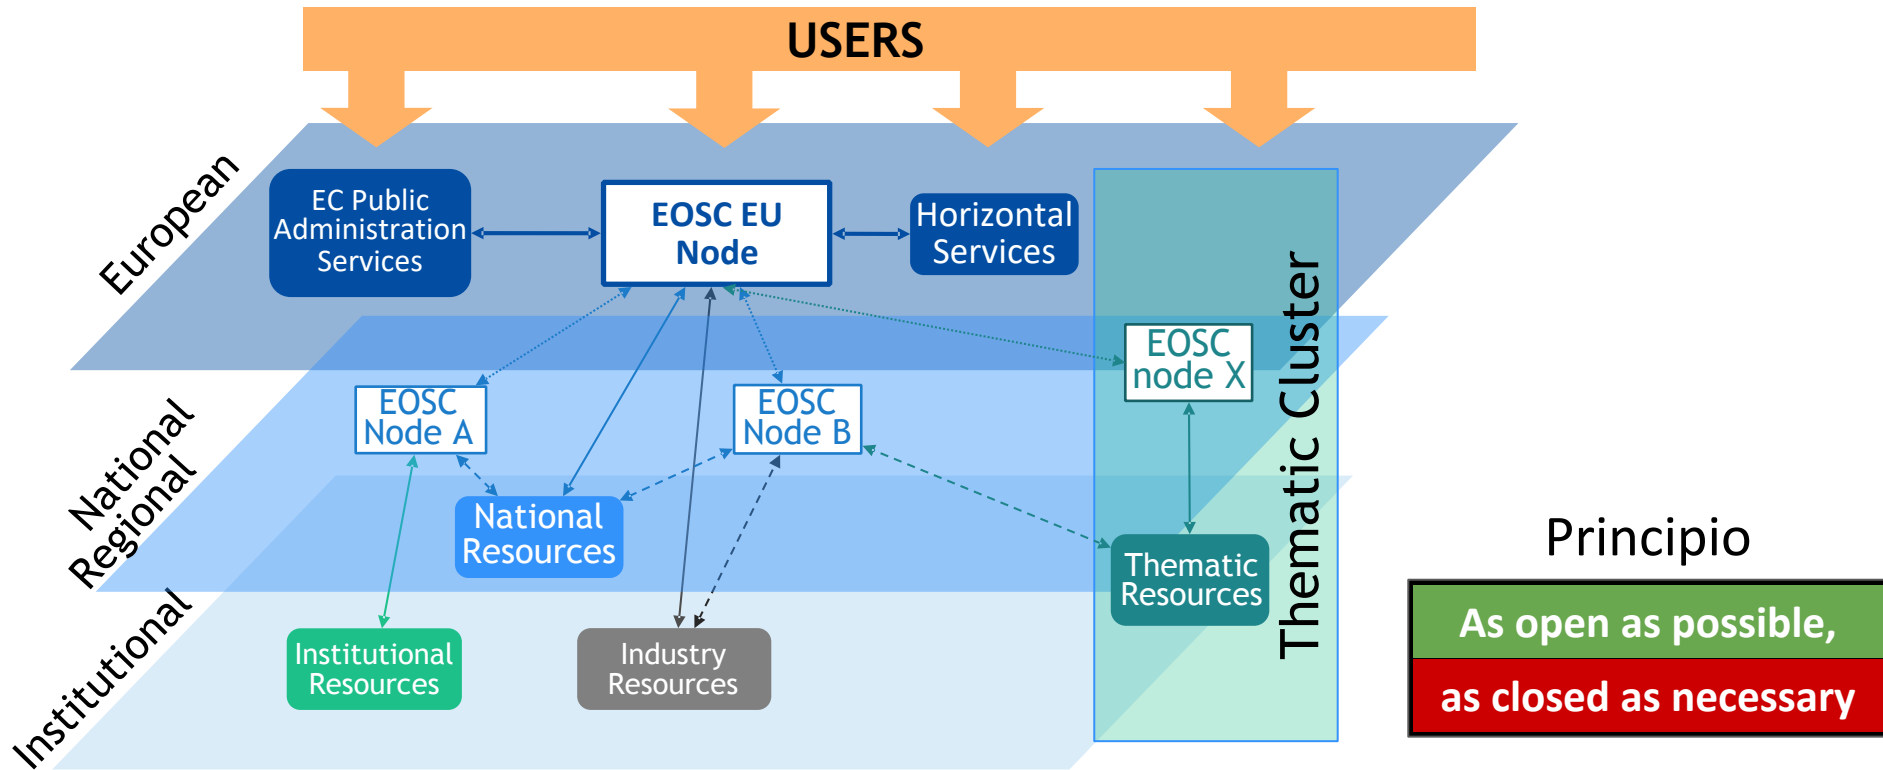 USERS
European
EC Public
Administration
Services
EOSC EU
Node
Horizontal
Services
Thematic Cluster
EOSC
node X
National
Regional
EOSC
Node A
EOSC
Node B
National
Resources
Thematic
Resources
Institutional
Institutional
Resources
Industry
Resources
Principio
As open as possible,
as closed as necessary